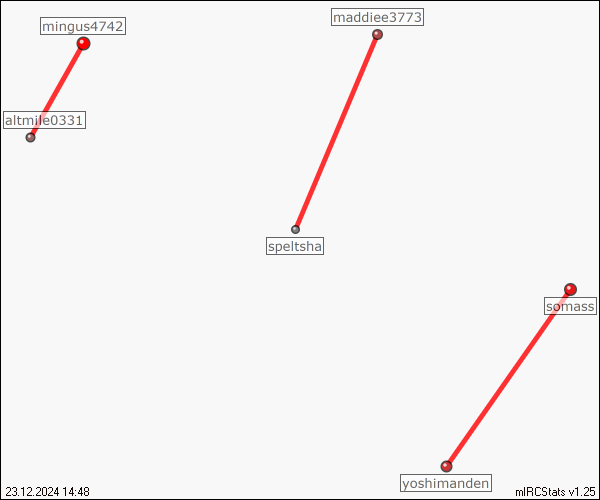 maddiee3773
mingus4742
altmile0331
speltsha
somass
yoshimanden
23.12.2024 14:48
mIRCStats v1.25